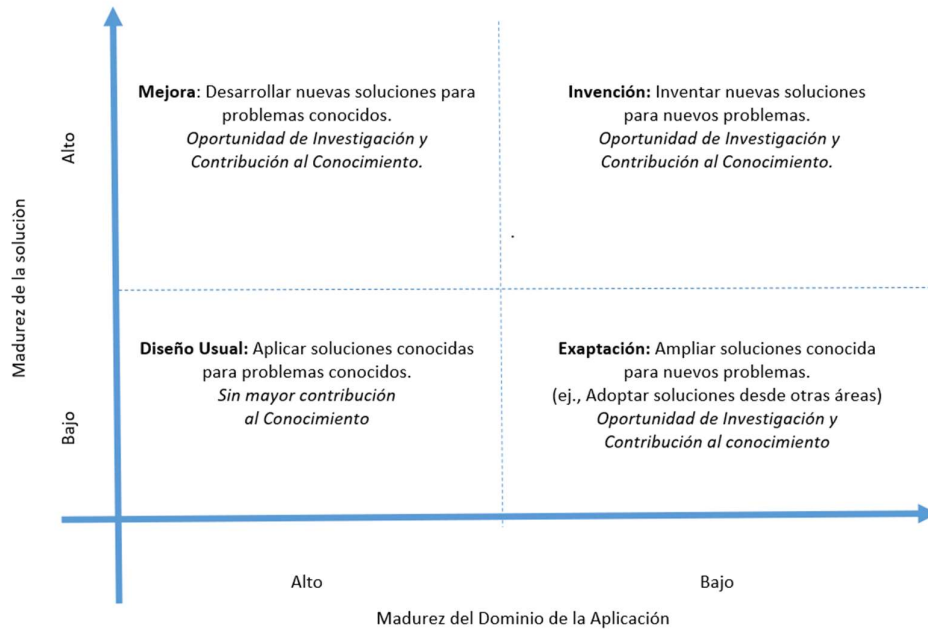 Mejora: Desarrollar nuevas soluciones para
problemas conocidos.
Oportunidad de Investigación y
Contribución al Conocimiento.
Invención: Inventar nuevas soluciones
para nuevos problemas.
Oportunidad de Investigación y
Contribución al Conocimiento.
Alto
Madurez de la soluciòn
Diseño Usual: Aplicar soluciones conocidas
para problemas conocidos.
Sin mayor contribución
al Conocimiento
Exaptación: Ampliar soluciones conocida
para nuevos problemas.
(ej., Adoptar soluciones desde otras áreas)
Oportunidad de Investigación y
Contribución al conocimiento
Bajo
Alto
Bajo
Madurez del Dominio de la Aplicación